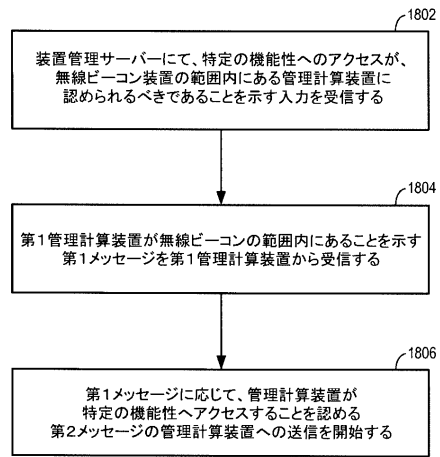 1802
装置管理サーバーにて、特定の機能性へのアクセスが、
無線ビーコン装置の範囲内にある管理計算装置に
認められるべきであることを示す入力を受信する
1804
第1管理計算装置が無線ビーコンの範囲内にあることを示す
第1メッセージを第1管理計算装置から受信する
1806
第1メッセージに応じて、管理計算装置が
特定の機能性へアクセスすることを認める
第2メッセージの管理計算装置への送信を開始する